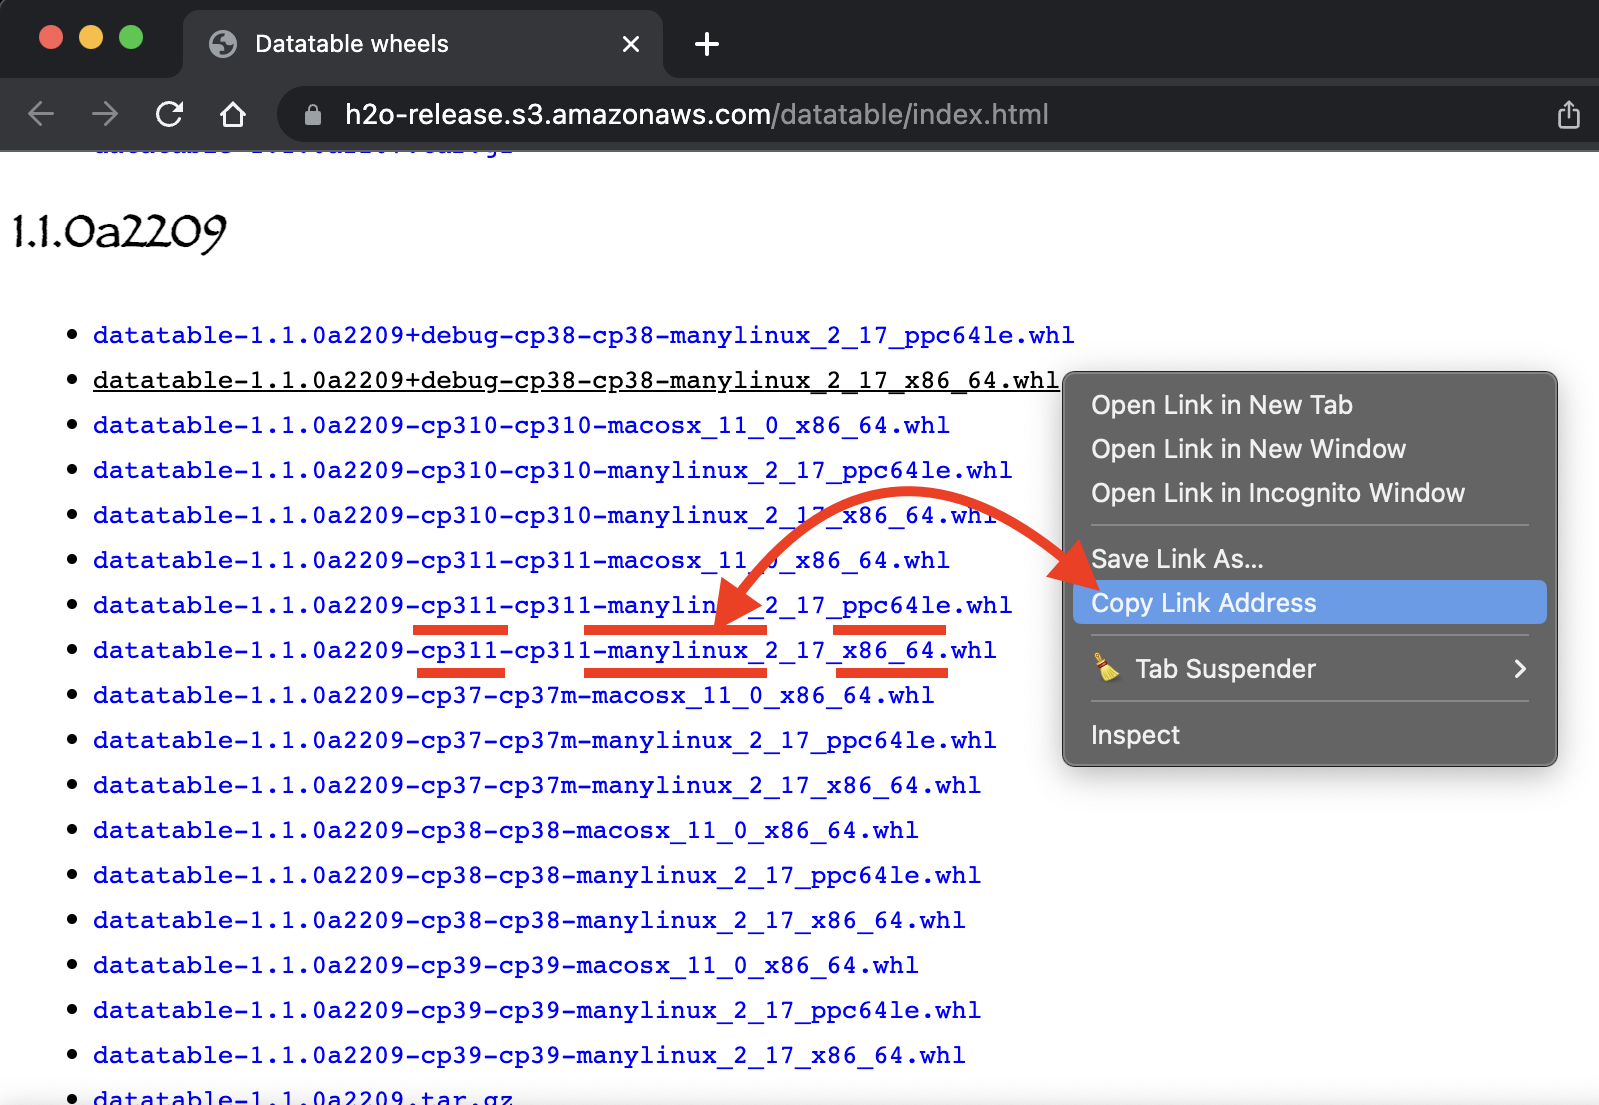 Datatable wheels
h2o-release.s3.amazonaws.com/datatable/index.html
1.1.0a2209
datatable-1.1.0a2209+debug-cp38-cp38-manylinux_2_17_ppc64le.whl
datatable-1.1.0a2209+debug-cp38-cp38-manylinux_2_17_x86_64.whl
datatable-1.1.0a2209-cp310-cp310-macosx_11_0_x86_64.whl
datatable-1.1.0a2209-cp310-cp310-manylinux_2_17_ppc64le.whl
datatable-1.1.0a2209-cp310-cp310-manylinux_2_17_x86_64.whl
datatable-1.1.0a2209-cp311-cp311-macosx_11_0_x86_64.whl
datatable-1.1.0a2209-cp311-cp311-manylinux_2_17_ppc64le.whl
datatable-1.1.0a2209-cp311-cp311-manylinux_2_17_x86_64.whl
datatable-1.1.0a2209-cp37-cp37m-macosx_11_0_x86_64.whl
datatable-1.1.0a2209-cp37-cp37m-manylinux_2_17_ppc64le.whl
datatable-1.1.0a2209-cp37-cp37m-manylinux_2_17_x86_64.whl
datatable-1.1.0a2209-cp38-cp38-macosx_11_0_x86_64.whl
datatable-1.1.0a2209-cp38-cp38-manylinux_2_17_ppc64le.whl
datatable-1.1.0a2209-cp38-cp38-manylinux_2_17_x86_64.whl
datatable-1.1.0a2209-cp39-cp39-macosx_11_0_x86_64.whl
datatable-1.1.0a2209-cp39-cp39-manylinux_2_17_ppc64le.whl
datatable-1.1.0a2209-cp39-cp39-manylinux_2_17_x86_64.whl
datatable-1.1.0a2209.tar.gz
Open Link in New Tab
Open Link in New Window
Open Link in Incognito Window
Save Link As...
Copy Link Address
Tab Suspender
Inspect